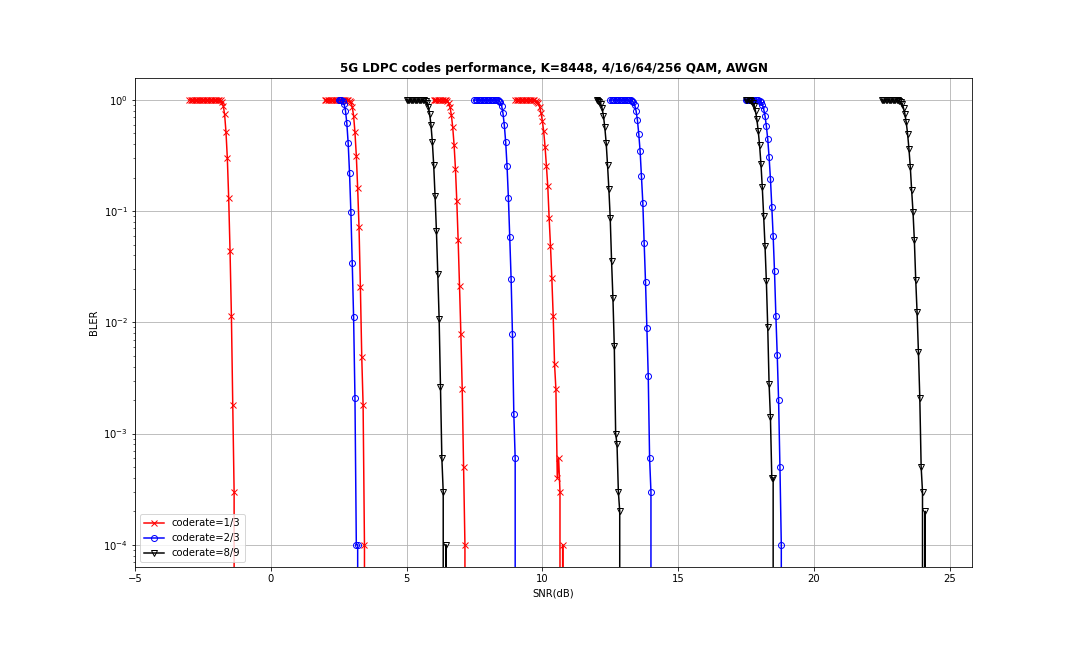 5G LDPC codes performance, K=8448, 4/16/64/256 QAM, AWGN
BLER
10⁰
10⁻¹
10⁻²
10⁻³
10⁻⁴
coderate=1/3
coderate=2/3
coderate=8/9
−5 0 5 10 15 20 25
SNR(dB)